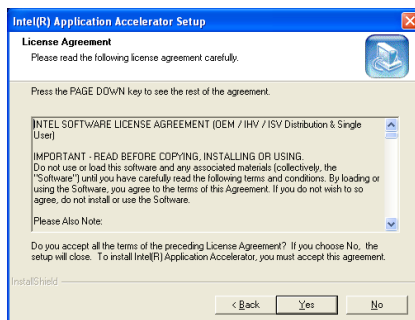 Intel(R) Application Accelerator Setup
License Agreement
Please read the following license agreement carefully.
Press the PAGE DOWN key to see the rest of the agreement.
INTEL SOFTWARE LICENSE AGREEMENT (OEM / IHV / ISV Distribution & Single
User)
IMPORTANT - READ BEFORE COPYING, INSTALLING OR USING.
Do not use or load this software and any associated materials (collectively, the
"Software") until you have carefully read the following terms and conditions. By loading or
using the Software, you agree to the terms of this Agreement. If you do not wish to so
agree, do not install or use the Software.
Please Also Note:
Do you accept all the terms of the preceding License Agreement? If you choose No, the
setup will close. To install Intel(R) Application Accelerator, you must accept this agreement.
InstallShield
< Back Yes No